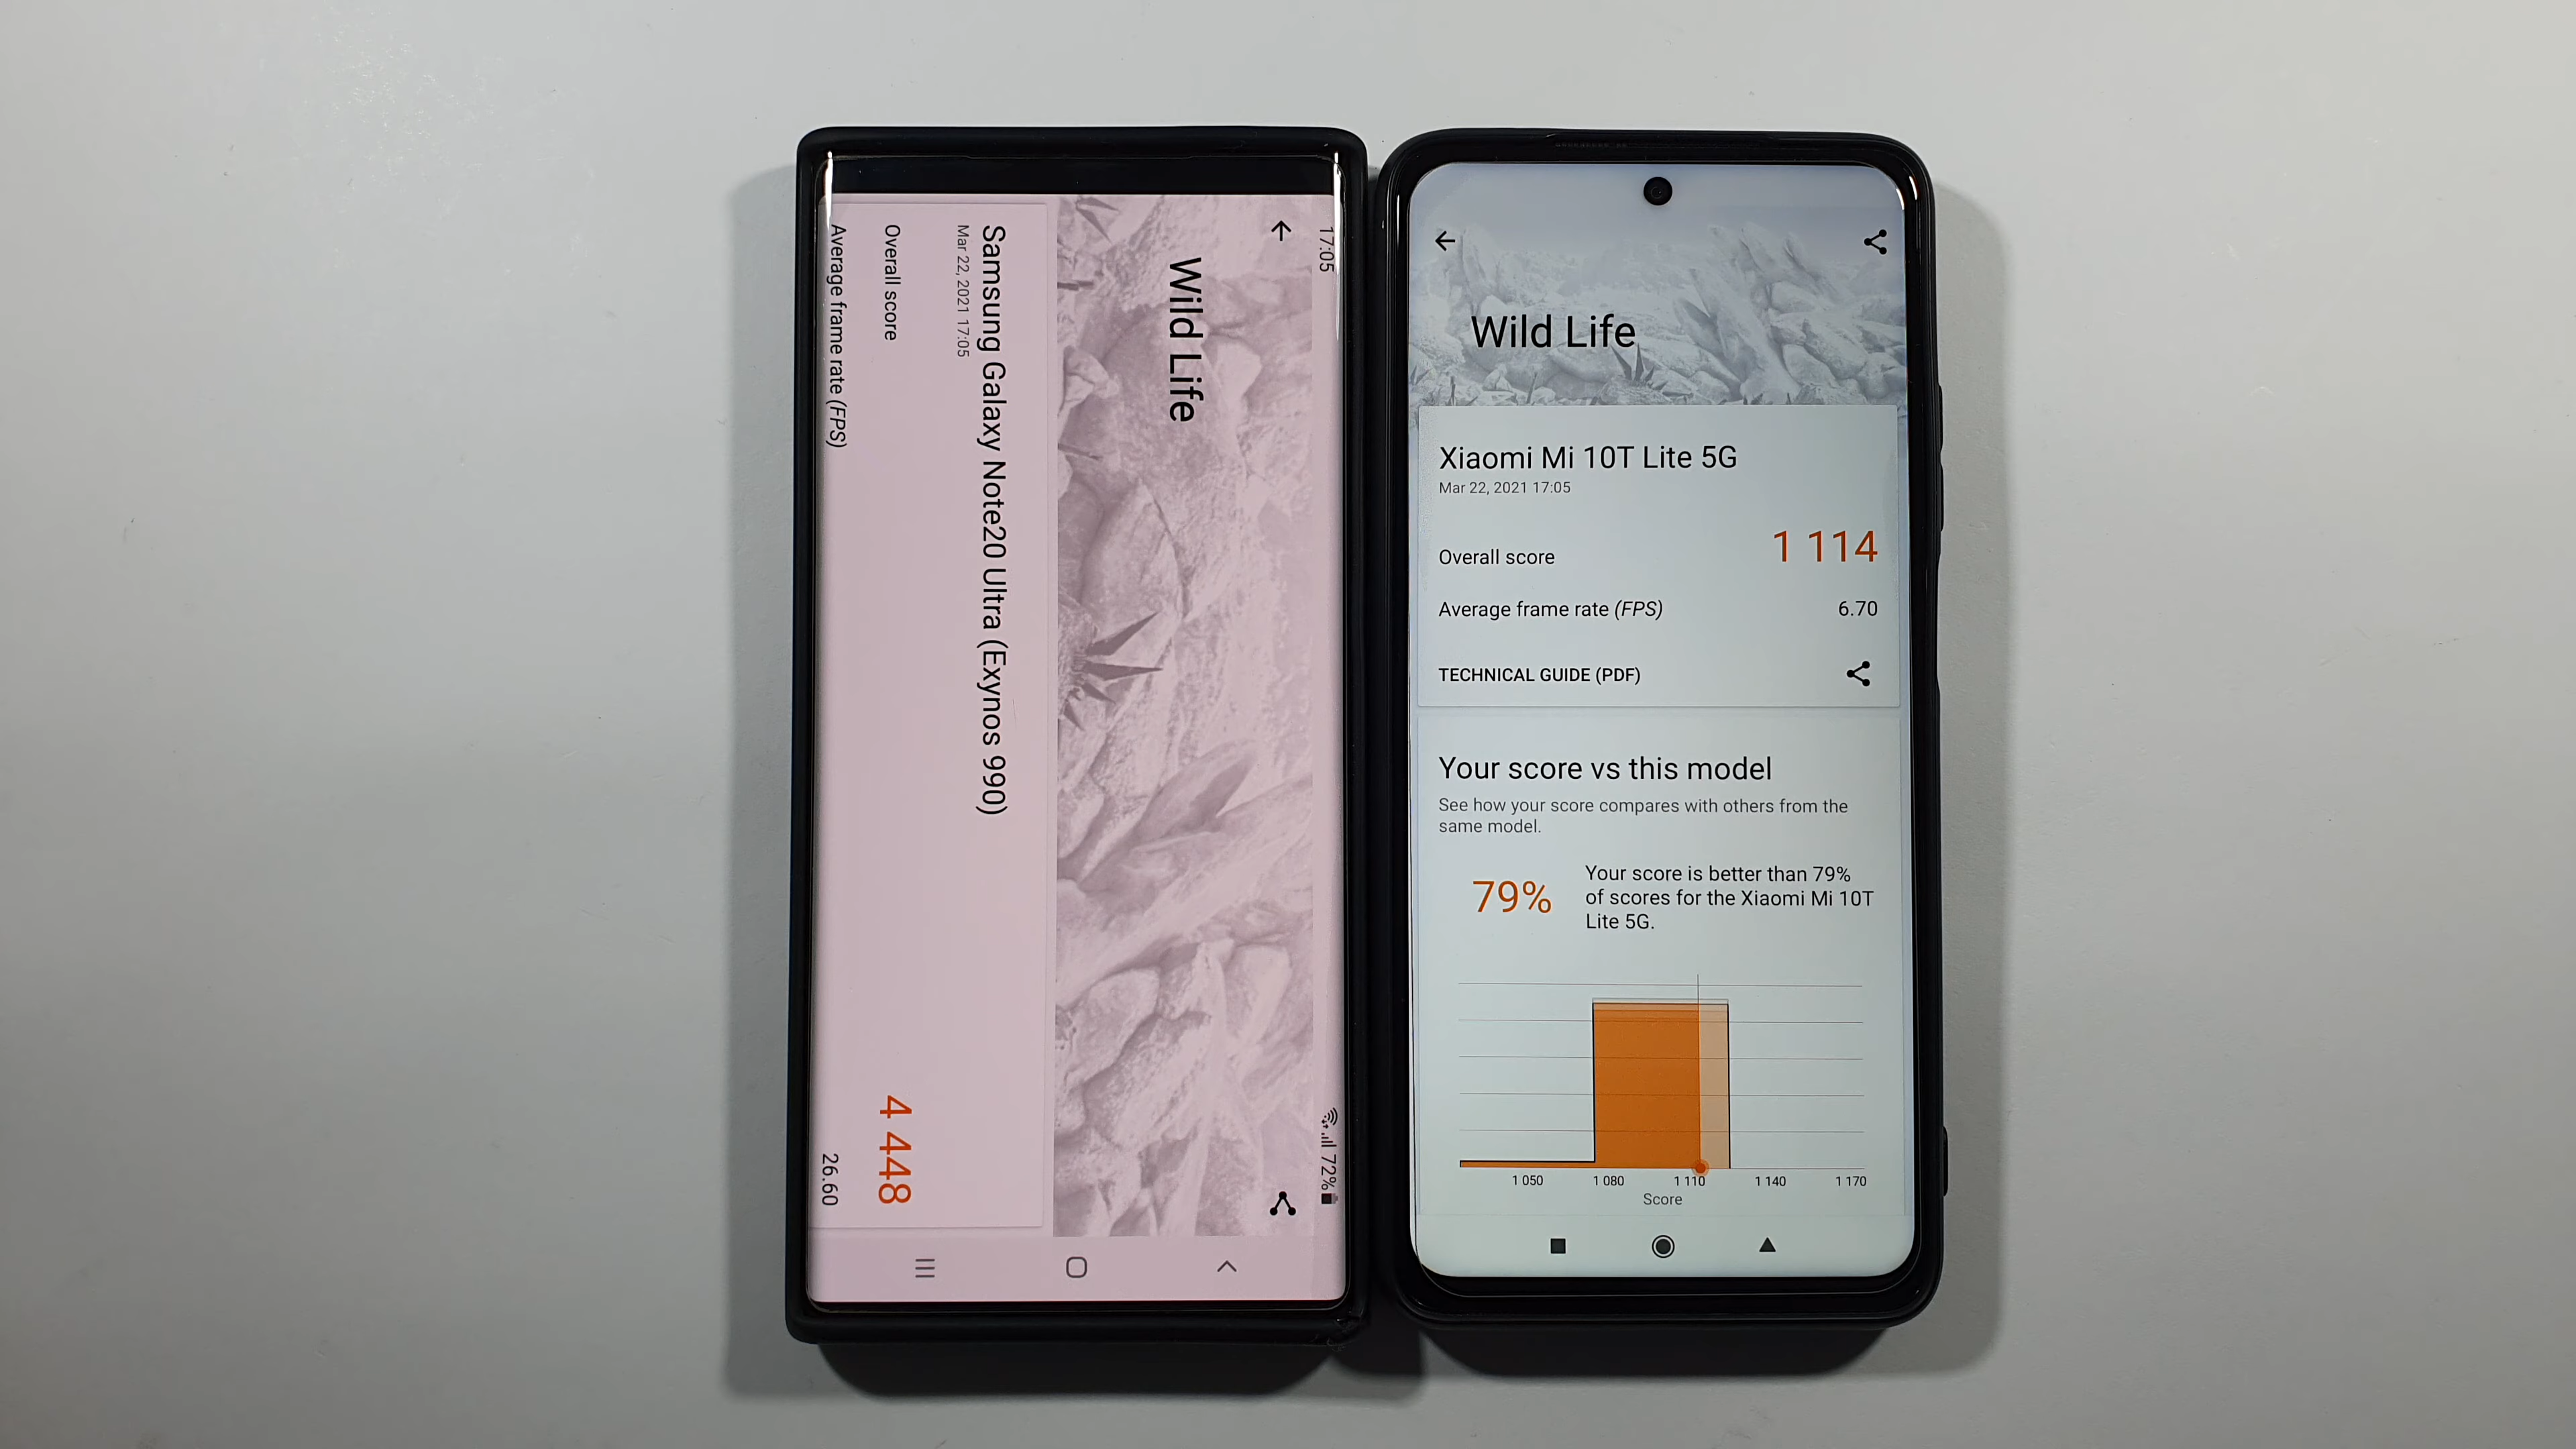 17:05
72%
Wild Life
Samsung Galaxy Note20 Ultra (Exynos 990)
Mar 22, 2021 17:05
Overall score 4 448
Average frame rate (FPS) 26.60
Wild Life
Xiaomi Mi 10T Lite 5G
Mar 22, 2021 17:05
Overall score 1 114
Average frame rate (FPS) 6.70
TECHNICAL GUIDE (PDF)
Your score vs this model
See how your score compares with others from the
same model.
79%
Your score is better than 79%
of scores for the Xiaomi Mi 10T
Lite 5G.
1 050 1 080 1 110 1 140 1 170
Score